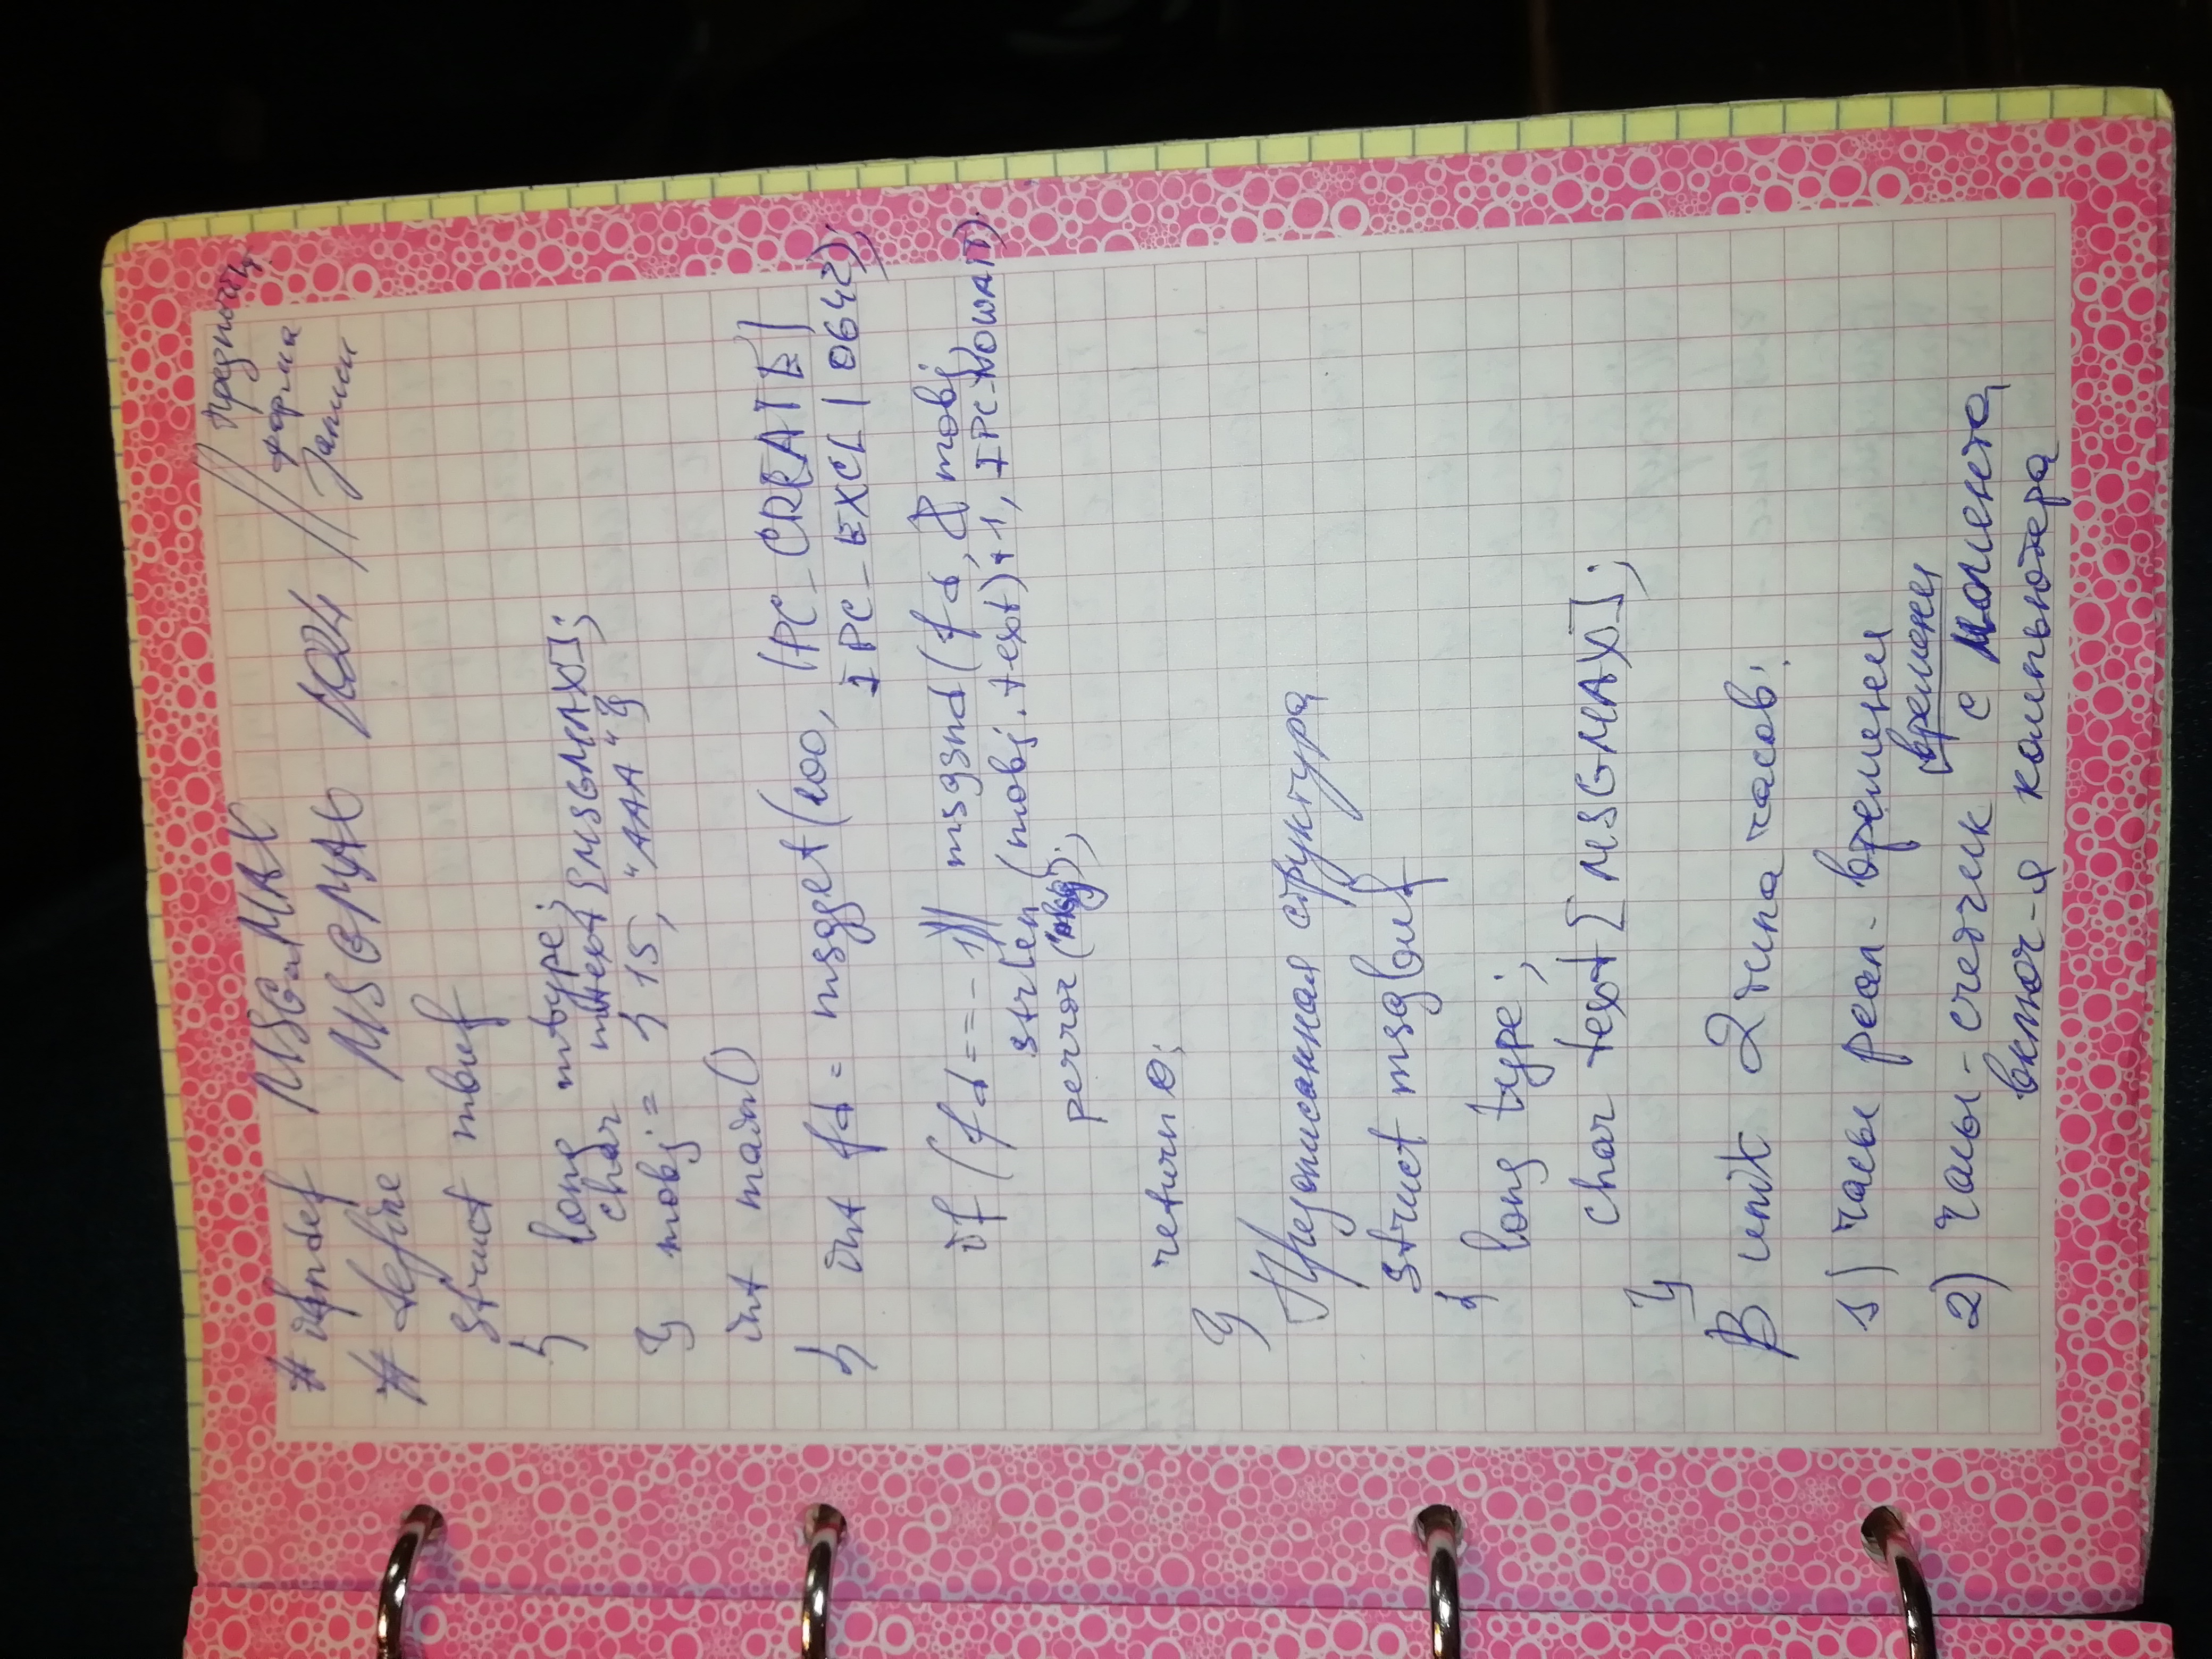 #ifndef MSGMAX // предпочтит.
#define MSGMAX 1024 форма записи
struct mbuf
{ long mtype;
char mtext[MSGMAX];
} mobj = {15, "AAA"}
int main()
{ int fd = msgget(100, IPC_CREATE|
IPC_EXCL | 0642);
if (fd==-1 || msgsnd(fd, &mobj,
strlen(mobj.text)+1, IPC_NOWAIT)
perror("msg");
return 0;
}
Предописанная структура
struct msgbuf
{ long type;
char text[MSGMAX];
}
В unix 2 типа часов:
1) часы реал. времени
2) часы-счетчик времени с момента
включ-я компьютера